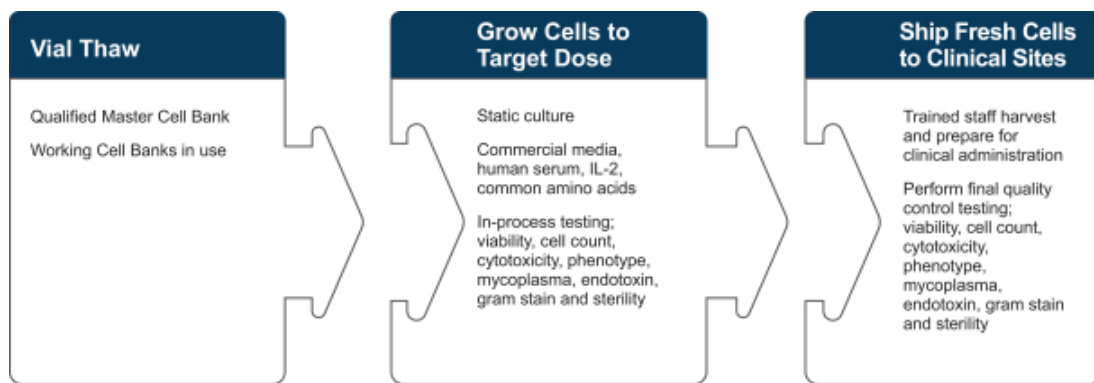 Vial Thaw
Qualified Master Cell Bank
Working Cell Banks in use
Grow Cells to
Target Dose
Static culture
Commercial media,
human serum, IL-2,
common amino acids
In-process testing;
viability, cell count,
cytotoxicity, phenotype,
mycoplasma, endotoxin,
gram stain and sterility
Ship Fresh Cells
to Clinical Sites
Trained staff harvest
and prepare for
clinical administration
Perform final quality
control testing;
viability, cell count,
cytotoxicity,
phenotype,
mycoplasma,
endotoxin, gram stain
and sterility